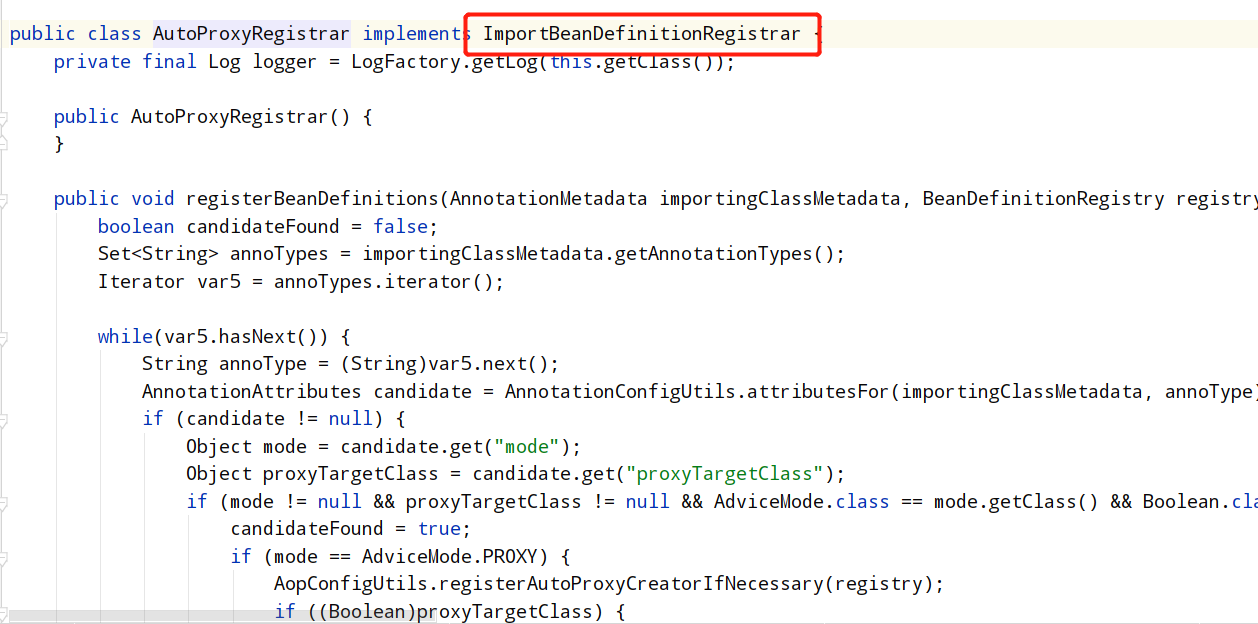 public class AutoProxyRegistrar implements ImportBeanDefinitionRegistrar {
private final Log logger = LogFactory.getLog(this.getClass());
public AutoProxyRegistrar() {
}
public void registerBeanDefinitions(AnnotationMetadata importingClassMetadata, BeanDefinitionRegistry registry
boolean candidateFound = false;
Set<String> annoTypes = importingClassMetadata.getAnnotationTypes();
Iterator var5 = annoTypes.iterator();
while(var5.hasNext()) {
String annoType = (String)var5.next();
AnnotationAttributes candidate = AnnotationConfigUtils.attributesFor(importingClassMetadata, annoType)
if (candidate != null) {
Object mode = candidate.get("mode");
Object proxyTargetClass = candidate.get("proxyTargetClass");
if (mode != null && proxyTargetClass != null && AdviceMode.class == mode.getClass() && Boolean.cla
candidateFound = true;
if (mode == AdviceMode.PROXY) {
AopConfigUtils.registerAutoProxyCreatorIfNecessary(registry);
if ((Boolean)proxyTargetClass) {